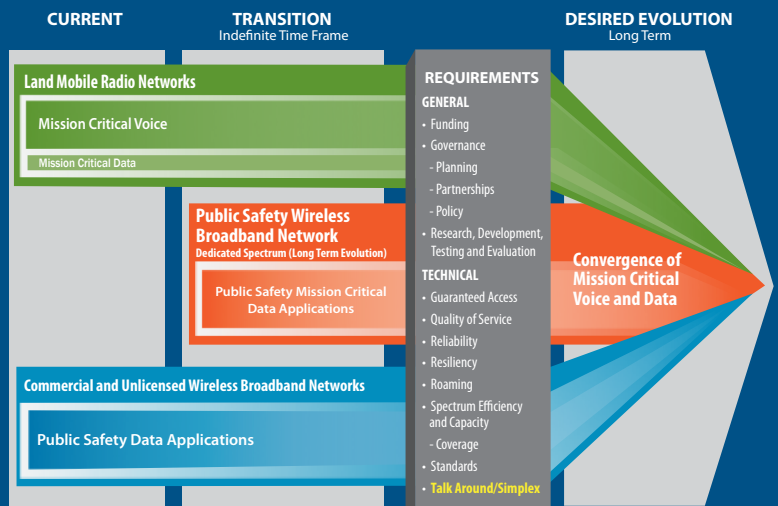 CURRENT
TRANSITION
Indefinite Time Frame
DESIRED EVOLUTION
Long Term
Land Mobile Radio Networks
Mission Critical Voice
Mission Critical Data
Public Safety Wireless
Broadband Network
Dedicated Spectrum (Long Term Evolution)
Public Safety Mission Critical
Data Applications
Commercial and Unlicensed Wireless Broadband Networks
Public Safety Data Applications
REQUIREMENTS
GENERAL
• Funding
• Governance
- Planning
- Partnerships
- Policy
• Research, Development,
Testing and Evaluation
TECHNICAL
• Guaranteed Access
• Quality of Service
• Reliability
• Resiliency
• Roaming
• Spectrum Efficiency
and Capacity
- Coverage
• Standards
• Talk Around/Simplex
Convergence of
Mission Critical
Voice and Data